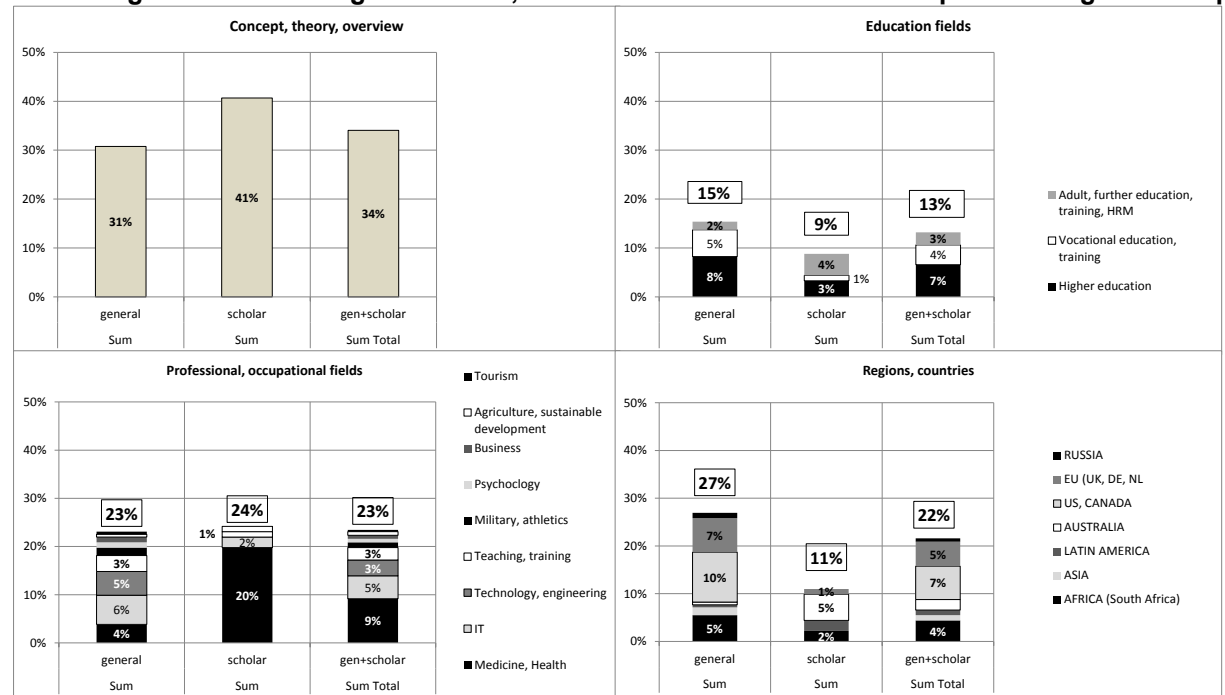 Concept, theory, overview
50%
40%
30%
20%
10%
0%
31%
41%
34%
general
scholar
gen+scholar
Sum
Sum
Sum Total
Education fields
50%
40%
30%
20%
10%
0%
15%
2%
5%
8%
9%
4%
1%
3%
13%
3%
4%
7%
general
scholar
gen+scholar
Sum
Sum
Sum Total
Adult, further education,
training, HRM
Vocational education,
training
Higher education
Professional, occupational fields
50%
40%
30%
20%
10%
0%
23%
3%
5%
6%
4%
24%
1%
2%
20%
23%
3%
3%
5%
9%
general
scholar
gen+scholar
Sum
Sum
Sum Total
Tourism
Agriculture, sustainable
development
Business
Psychclogy
Military, athletics
Teaching, training
Technology, engineering
IT
Medicine, Health
Regions, countries
50%
40%
30%
20%
10%
0%
27%
7%
10%
5%
11%
1%
5%
2%
22%
5%
7%
4%
general
scholar
gen+scholar
Sum
Sum
Sum Total
RUSSIA
EU (UK, DE, NL
US, CANADA
AUSTRALIA
LATIN AMERICA
ASIA
AFRICA (South Africa)